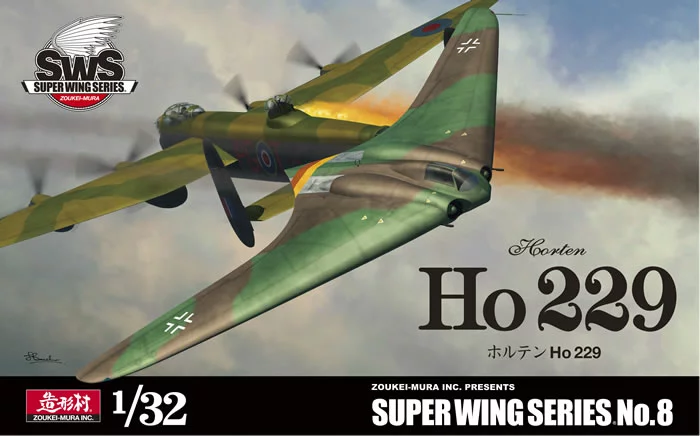 SWS
SUPER WING SERIES®
ZOUKEI-MURA
Horten
Ho 229
ホルテン Ho 229
ZOUKEI-MURA INC. PRESENTS
造形村
ZOUKEI-MURA INC.
1/32
SUPER WING SERIES® No.8